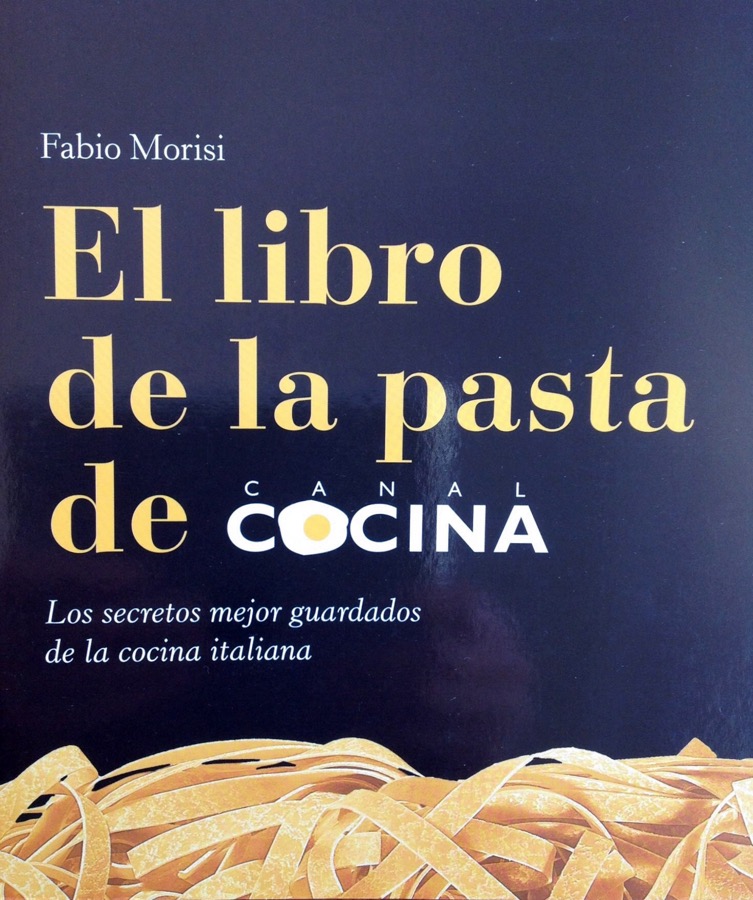 Fabio Morisi
El libro
de la pasta
de CANAL COCINA
Los secretos mejor guardados
de la cocina italiana